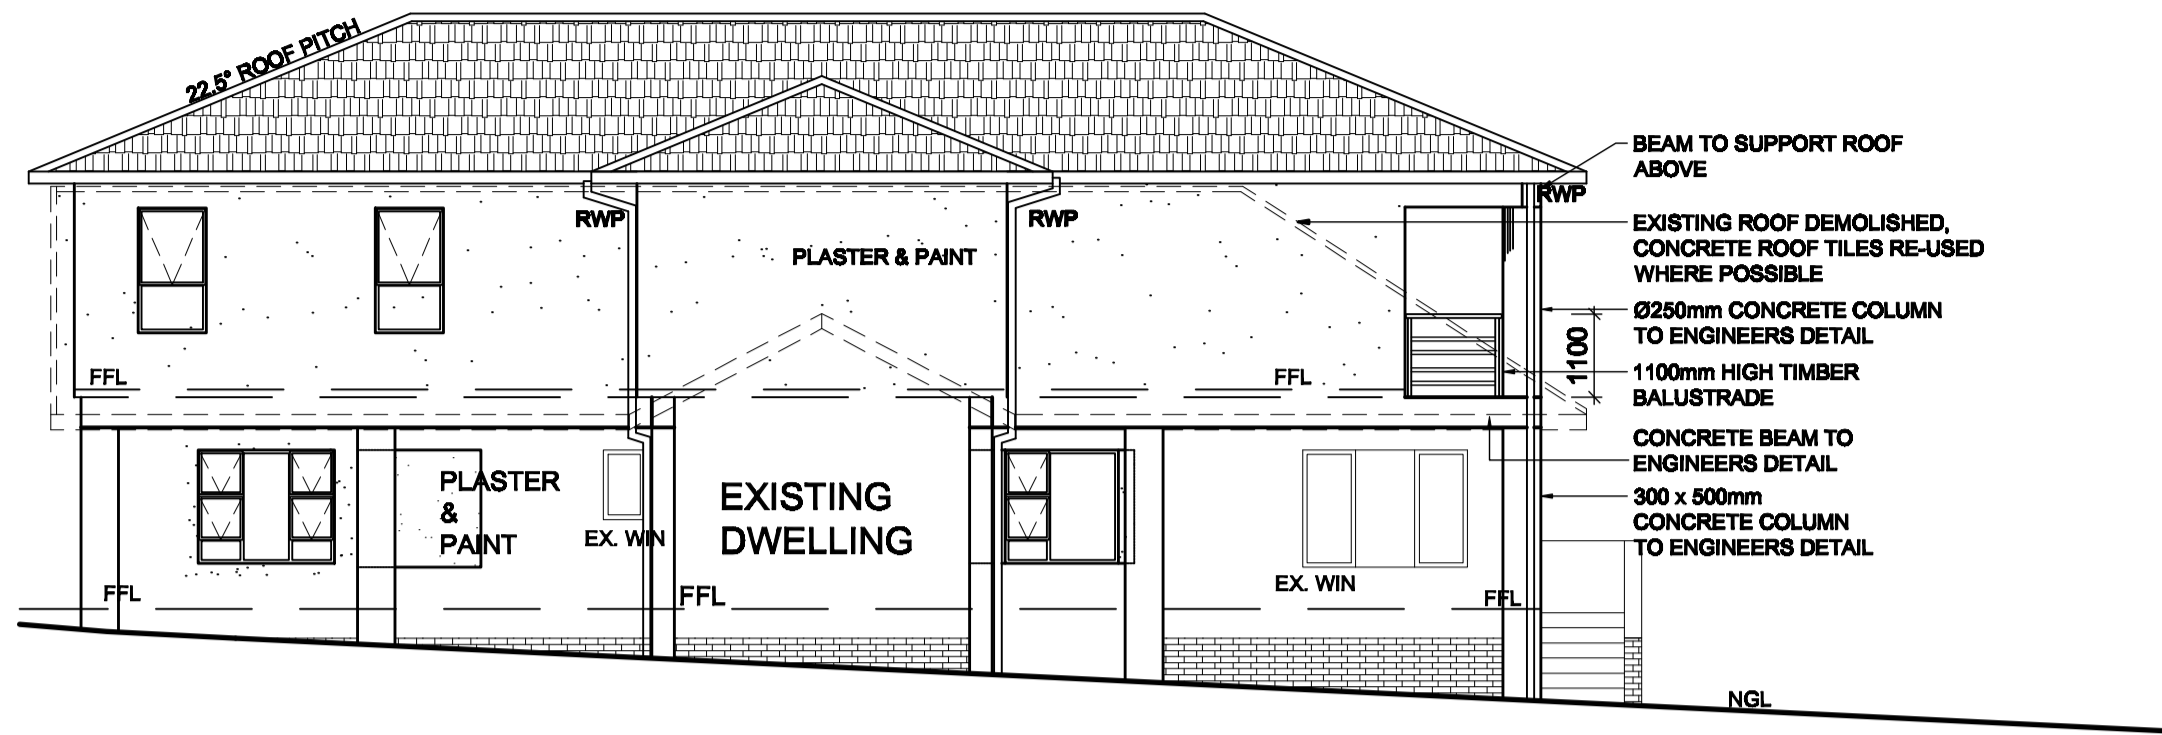 22.5° ROOF PITCH
BEAM TO SUPPORT ROOF
ABOVE
RWP
RWP
RWP
EXISTING ROOF DEMOLISHED,
CONCRETE ROOF TILES RE-USED
WHERE POSSIBLE
PLASTER & PAINT
Ø250mm CONCRETE COLUMN
TO ENGINEERS DETAIL
1100
1100mm HIGH TIMBER
BALUSTRADE
FFL
FFL
CONCRETE BEAM TO
ENGINEERS DETAIL
PLASTER
&
PAINT
EX. WIN
EXISTING
DWELLING
300 x 500mm
CONCRETE COLUMN
TO ENGINEERS DETAIL
EX. WIN
FFL
FFL
FFL
NGL